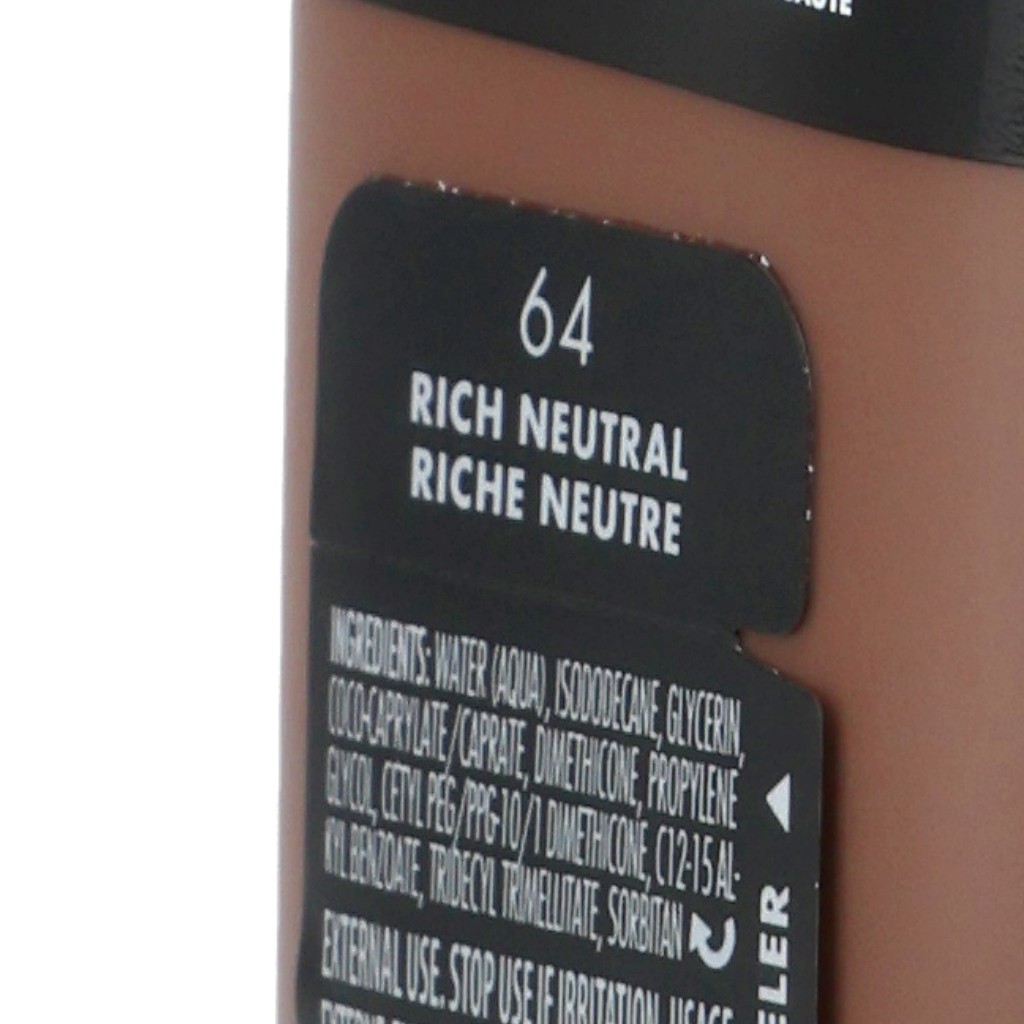 64
RICH NEUTRAL
RICHE NEUTRE
INGREDIENTS: WATER (AQUA), ISODODECANE, GLYCERIN,
COCO-CAPRYLATE/CAPRATE, DIMETHICONE, PROPYLENE
GLYCOL, CETYL PEG/PPG-10/1 DIMETHICONE, C12-15 AL-
KYL BENZOATE, TRIDECYL TRIMELLITATE, SORBITAN
EXTERNAL USE. STOP USE IF IRRITATION. USAGE